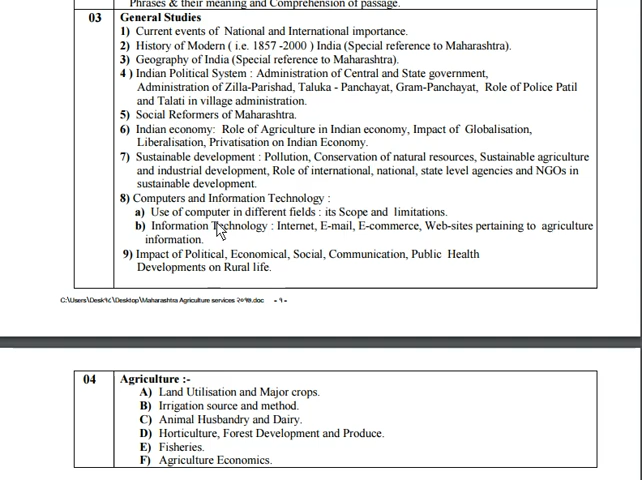 Phrases & their meaning and Comprehension of passage.
03 General Studies
1) Current events of National and International importance.
2) History of Modern ( i.e. 1857 -2000 ) India (Special reference to Maharashtra).
3) Geography of India (Special reference to Maharashtra).
4 ) Indian Political System : Administration of Central and State government,
Administration of Zilla-Parishad, Taluka - Panchayat, Gram-Panchayat, Role of Police Patil
and Talati in village administration.
5) Social Reformers of Maharashtra.
6) Indian economy: Role of Agriculture in Indian economy, Impact of Globalisation,
Liberalisation, Privatisation on Indian Economy.
7) Sustainable development : Pollution, Conservation of natural resources, Sustainable agriculture
and industrial development, Role of international, national, state level agencies and NGOs in
sustainable development.
8) Computers and Information Technology :
a) Use of computer in different fields : its Scope and limitations.
b) Information Technology : Internet, E-mail, E-commerce, Web-sites pertaining to agriculture
information.
9) Impact of Political, Economical, Social, Communication, Public Health
Developments on Rural life.
04 Agriculture :-
A) Land Utilisation and Major crops.
B) Irrigation source and method.
C) Animal Husbandry and Dairy.
D) Horticulture, Forest Development and Produce.
E) Fisheries.
F) Agriculture Economics.